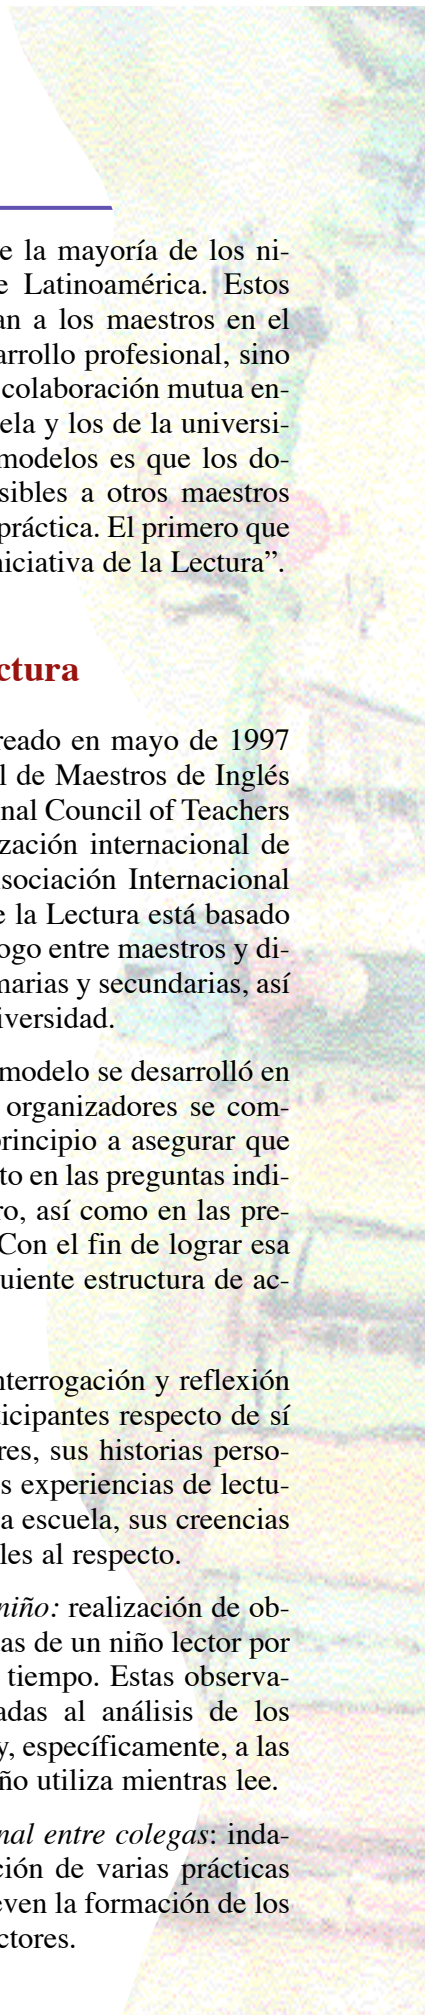 e la mayoría de los ni-
e Latinoamérica. Estos
an a los maestros en el
arrollo profesional, sino
colaboración mutua en-
ela y los de la universi-
modelos es que los do-
sibles a otros maestros
práctica. El primero que
niciativa de la Lectura”.
ctura
reado en mayo de 1997
l de Maestros de Inglés
nal Council of Teachers
zación internacional de
sociación Internacional
e la Lectura está basado
ogo entre maestros y di-
marias y secundarias, así
iversidad.
modelo se desarrolló en
organizadores se com-
principio a asegurar que
to en las preguntas indi-
ro, así como en las pre-
Con el fin de lograr esa
uiente estructura de ac-
nterrogación y reflexión
ticipantes respecto de sí
res, sus historias perso-
s experiencias de lectu-
a escuela, sus creencias
les al respecto.
niño: realización de ob-
as de un niño lector por
tiempo. Estas observa-
adas al análisis de los
y, específicamente, a las
ño utiliza mientras lee.
nal entre colegas: inda-
ción de varias prácticas
even la formación de los
ctores.